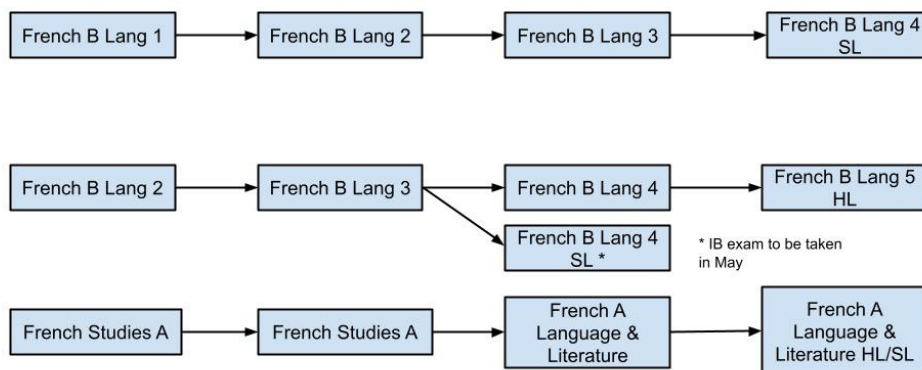 French B Lang 1
French B Lang 2
French B Lang 3
French B Lang 4
SL
French B Lang 2
French B Lang 3
French B Lang 4
French B Lang 5
HL
French B Lang 4
SL *
* IB exam to be taken
in May
French Studies A
French Studies A
French A
Language &
Literature
French A
Language &
Literature HL/SL